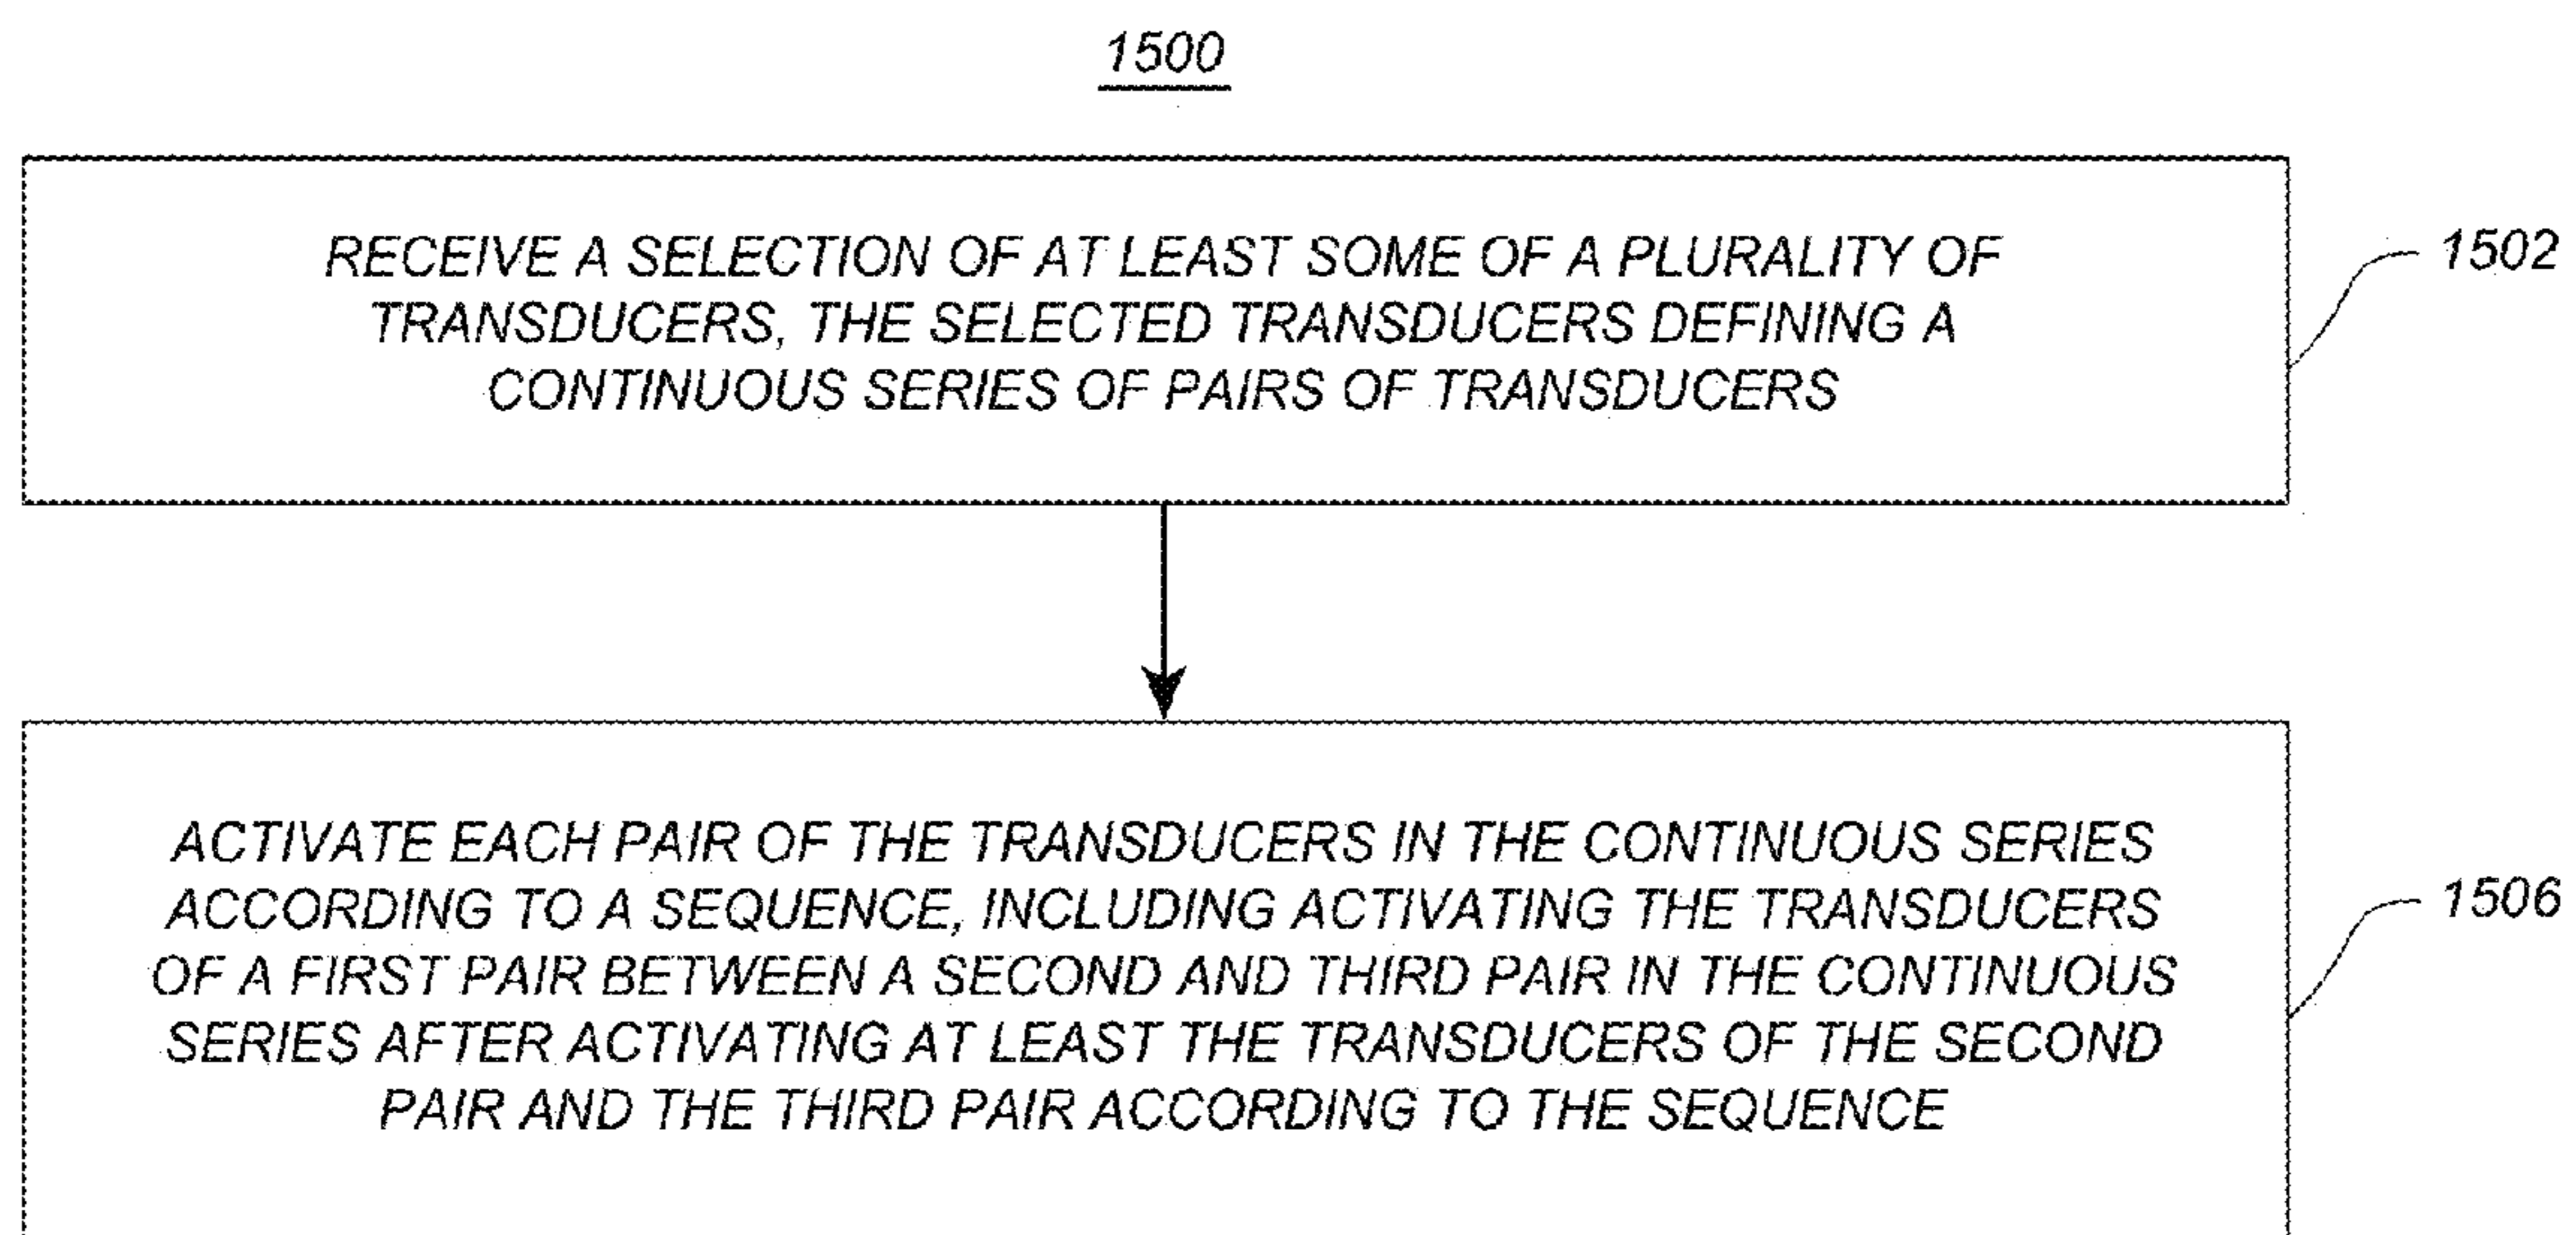 1500
RECEIVE A SELECTION OF AT LEAST SOME OF A PLURALITY OF
TRANSDUCERS, THE SELECTED TRANSDUCERS DEFINING A
CONTINUOUS SERIES OF PAIRS OF TRANSDUCERS
1502
ACTIVATE EACH PAIR OF THE TRANSDUCERS IN THE CONTINUOUS SERIES
ACCORDING TO A SEQUENCE, INCLUDING ACTIVATING THE TRANSDUCERS
OF A FIRST PAIR BETWEEN A SECOND AND THIRD PAIR IN THE CONTINUOUS
SERIES AFTER ACTIVATING AT LEAST THE TRANSDUCERS OF THE SECOND
PAIR AND THE THIRD PAIR ACCORDING TO THE SEQUENCE
1506